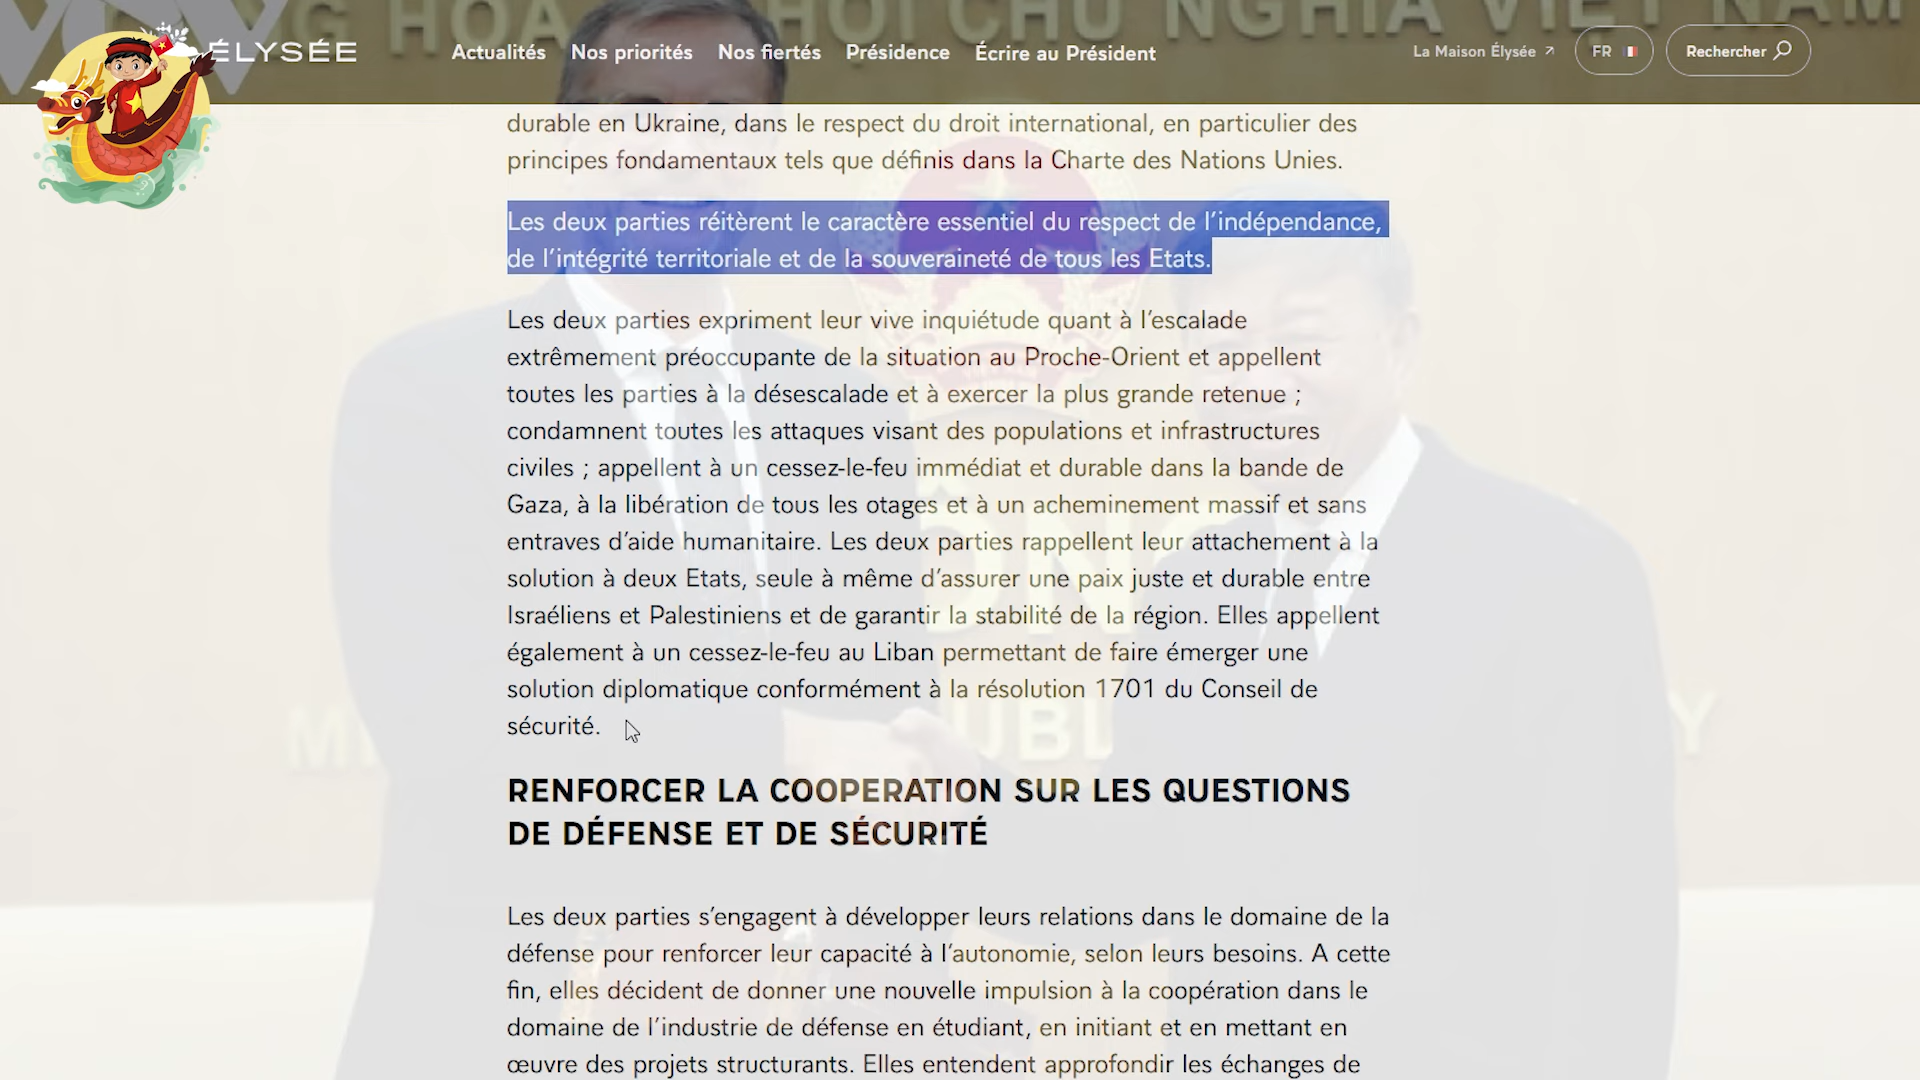 CỘNG HOÀ XÃ HỘI CHỦ NGHĨA VIỆT NAM
ÉLYSÉE
Actualités
Nos priorités
Nos fiertés
Présidence
Écrire au Président
La Maison Élysée
FR
Rechercher
durable en Ukraine, dans le respect du droit international, en particulier des
principes fondamentaux tels que définis dans la Charte des Nations Unies.
Les deux parties réitèrent le caractère essentiel du respect de l’indépendance,
de l’intégrité territoriale et de la souveraineté de tous les Etats.
Les deux parties expriment leur vive inquiétude quant à l’escalade
extrêmement préoccupante de la situation au Proche-Orient et appellent
toutes les parties à la désescalade et à exercer la plus grande retenue ;
condamnent toutes les attaques visant des populations et infrastructures
civiles ; appellent à un cessez-le-feu immédiat et durable dans la bande de
Gaza, à la libération de tous les otages et à un acheminement massif et sans
entraves d’aide humanitaire. Les deux parties rappellent leur attachement à la
solution à deux Etats, seule à même d’assurer une paix juste et durable entre
Israéliens et Palestiniens et de garantir la stabilité de la région. Elles appellent
également à un cessez-le-feu au Liban permettant de faire émerger une
solution diplomatique conformément à la résolution 1701 du Conseil de
sécurité.
RENFORCER LA COOPERATION SUR LES QUESTIONS
DE DÉFENSE ET DE SÉCURITÉ
Les deux parties s’engagent à développer leurs relations dans le domaine de la
défense pour renforcer leur capacité à l’autonomie, selon leurs besoins. A cette
fin, elles décident de donner une nouvelle impulsion à la coopération dans le
domaine de l’industrie de défense en étudiant, en initiant et en mettant en
œuvre des projets structurants. Elles entendent approfondir les échanges de